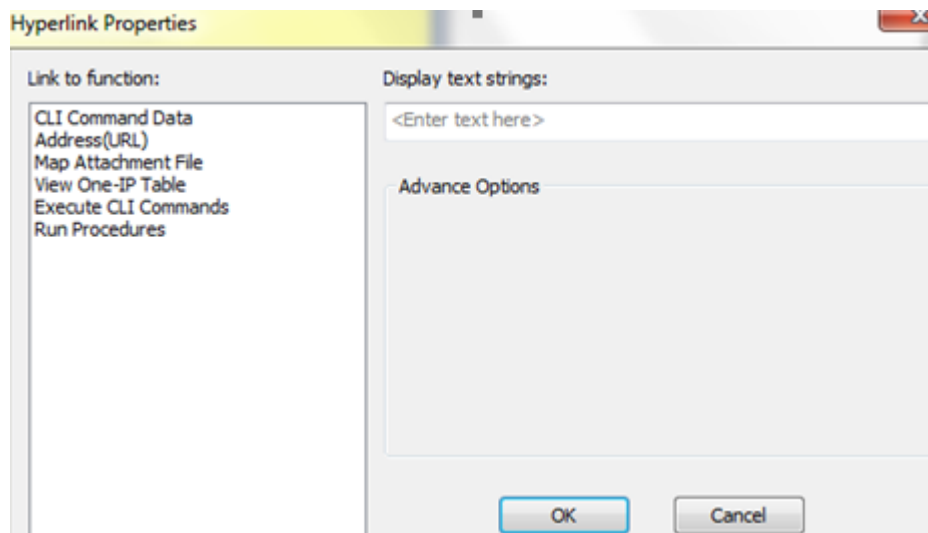 Hyperlink Properties
Link to function:
CLI Command Data
Address(URL)
Map Attachment File
View One-IP Table
Execute CLI Commands
Run Procedures
Display text strings:
<Enter text here>
Advance Options
OK
Cancel